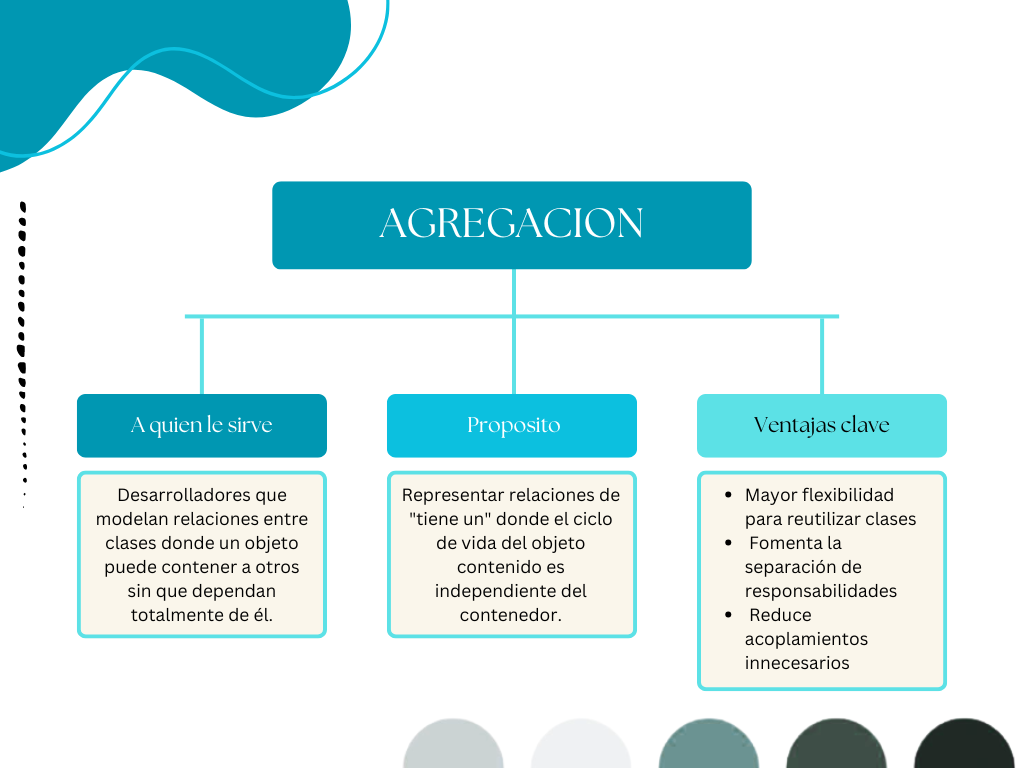 AGREGACION
A quien le sirve
Desarrolladores que
modelan relaciones entre
clases donde un objeto
puede contener a otros
sin que dependan
totalmente de él.
Proposito
Representar relaciones de
"tiene un" donde el ciclo
de vida del objeto
contenido es
independiente del
contenedor.
Ventajas clave
• Mayor flexibilidad
para reutilizar clases
• Fomenta la
separación de
responsabilidades
• Reduce
acoplamientos
innecesarios